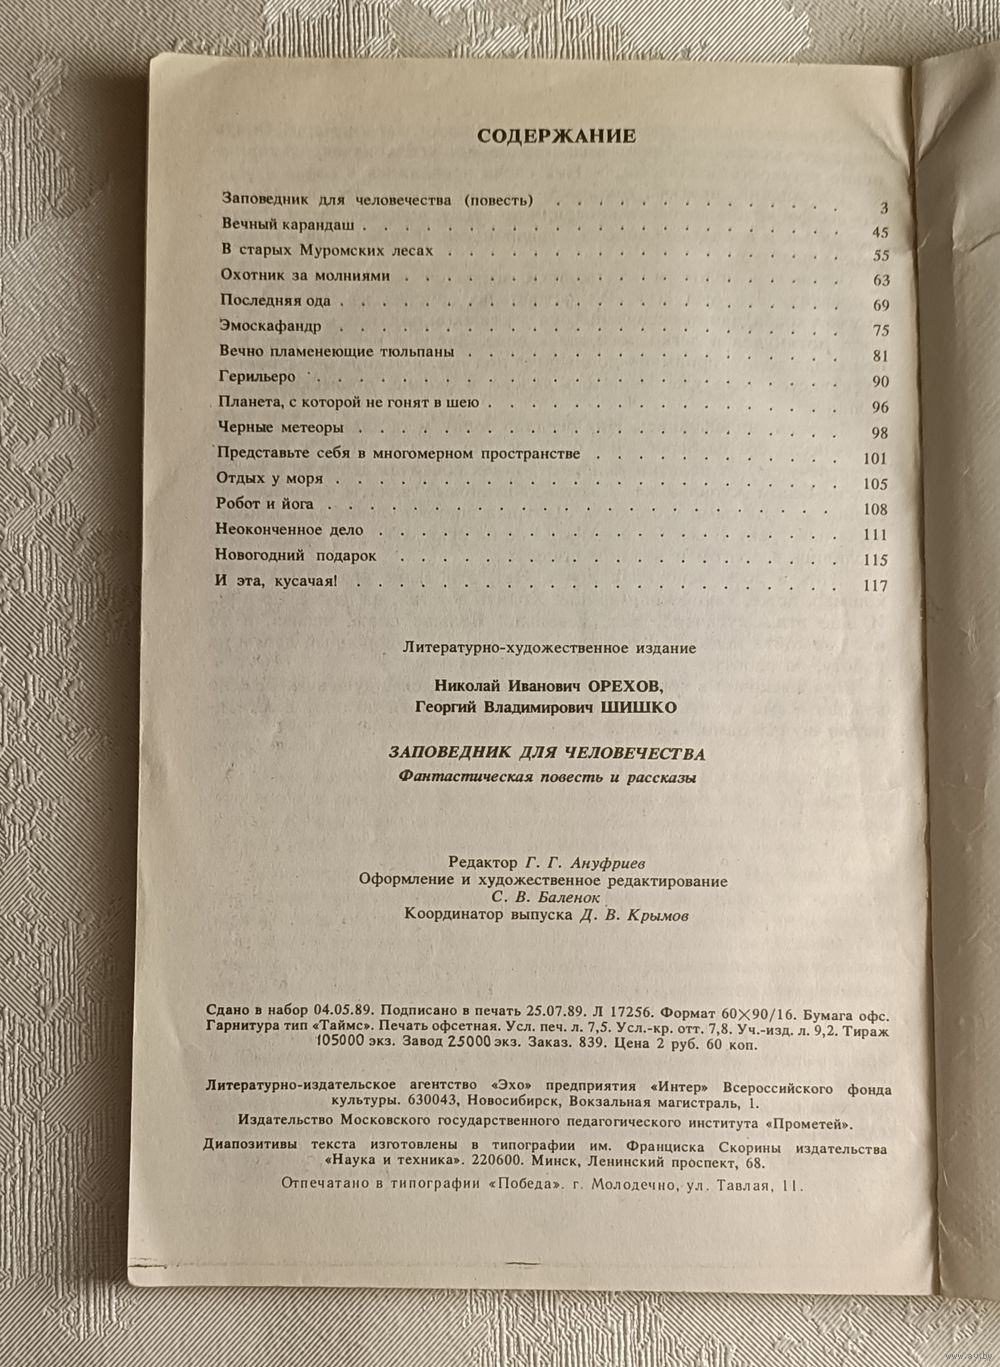 СОДЕРЖАНИЕ
Заповедник для человечества (повесть) . . . . . . . . . . . . . 3
Вечный карандаш . . . . . . . . . . . . . . . . . . . . 45
В старых Муромских лесах . . . . . . . . . . . . . . . . 55
Охотник за молниями . . . . . . . . . . . . . . . . . . 63
Последняя ода . . . . . . . . . . . . . . . . . . . . . 69
Эмоскафандр . . . . . . . . . . . . . . . . . . . . . 75
Вечно пламенеющие тюльпаны . . . . . . . . . . . . . . . 81
Герильеро . . . . . . . . . . . . . . . . . . . . . . 90
Планета, с которой не гонят в шею . . . . . . . . . . . . . . 96
Черные метеоры . . . . . . . . . . . . . . . . . . . . 98
Представьте себя в многомерном пространстве . . . . . . . . . . 101
Отдых у моря . . . . . . . . . . . . . . . . . . . . . 105
Робот и йога . . . . . . . . . . . . . . . . . . . . . 108
Неоконченное дело . . . . . . . . . . . . . . . . . . . 111
Новогодний подарок . . . . . . . . . . . . . . . . . . 115
И эта, кусачая! . . . . . . . . . . . . . . . . . . . . 117
Литературно-художественное издание
Николай Иванович ОРЕХОВ,
Георгий Владимирович ШИШКО
ЗАПОВЕДНИК ДЛЯ ЧЕЛОВЕЧЕСТВА
Фантастическая повесть и рассказы
Редактор Г. Г. Ануфриев
Оформление и художественное редактирование
С. В. Баленок
Координатор выпуска Д. В. Крымов
Сдано в набор 04.05.89. Подписано в печать 25.07.89. Л 17256. Формат 60×90/16. Бумага офс.
Гарнитура тип «Таймс». Печать офсетная. Усл. печ. л. 7,5. Усл.-кр. отт. 7,8. Уч.-изд. л. 9,2. Тираж
105000 экз. Завод 25000 экз. Заказ. 839. Цена 2 руб. 60 коп.
Литературно-издательское агентство «Эхо» предприятия «Интер» Всероссийского фонда
культуры. 630043, Новосибирск, Вокзальная магистраль, 1.
Издательство Московского государственного педагогического института «Прометей».
Диапозитивы текста изготовлены в типографии им. Франциска Скорины издательства
«Наука и техника». 220600. Минск, Ленинский проспект, 68.
Отпечатано в типографии «Победа». г. Молодечно, ул. Тавлая, 11.
www.ay.by